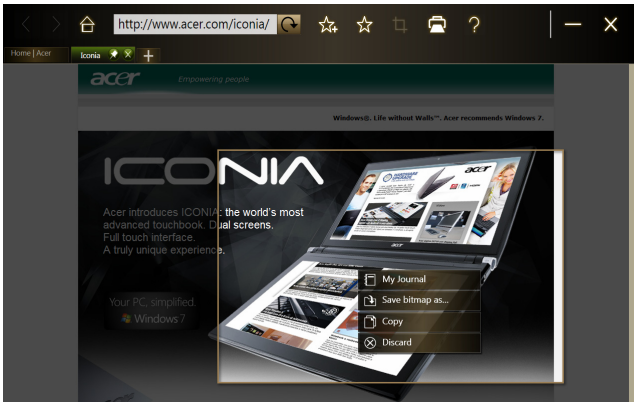 http://www.acer.com/iconia/
?
Home | Acer
Iconia
acer
Empowering people
Windows®. Life without Walls™. Acer recommends Windows 7.
ICONIA
acer
Acer introduces ICONIA: the world's most
advanced touchbook. Dual screens.
Full touch interface.
A truly unique experience.
acer
My Journal
Your PC, simplified.
Save bitmap as...
Windows 7
Copy
Discard